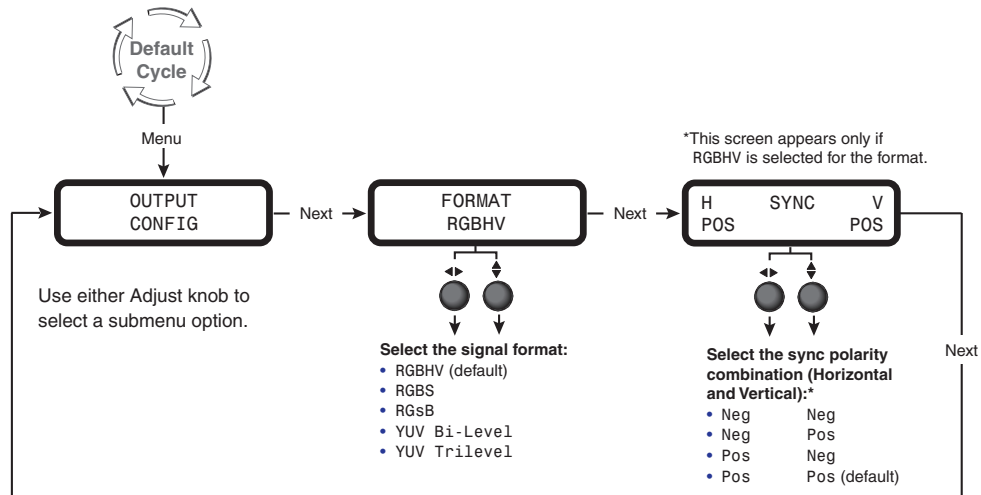 Default
Cycle
Menu
*This screen appears only if
RGBHV is selected for the format.
OUTPUT
CONFIG
Next
FORMAT
RGBHV
Next
H SYNC V
POS POS
Use either Adjust knob to
select a submenu option.
Select the signal format:
• RGBHV (default)
• RGBS
• RGsB
• YUV Bi-Level
• YUV Trilevel
Select the sync polarity
combination (Horizontal
and Vertical):*
• Neg Neg
• Neg Pos
• Pos Neg
• Pos Pos (default)
Next